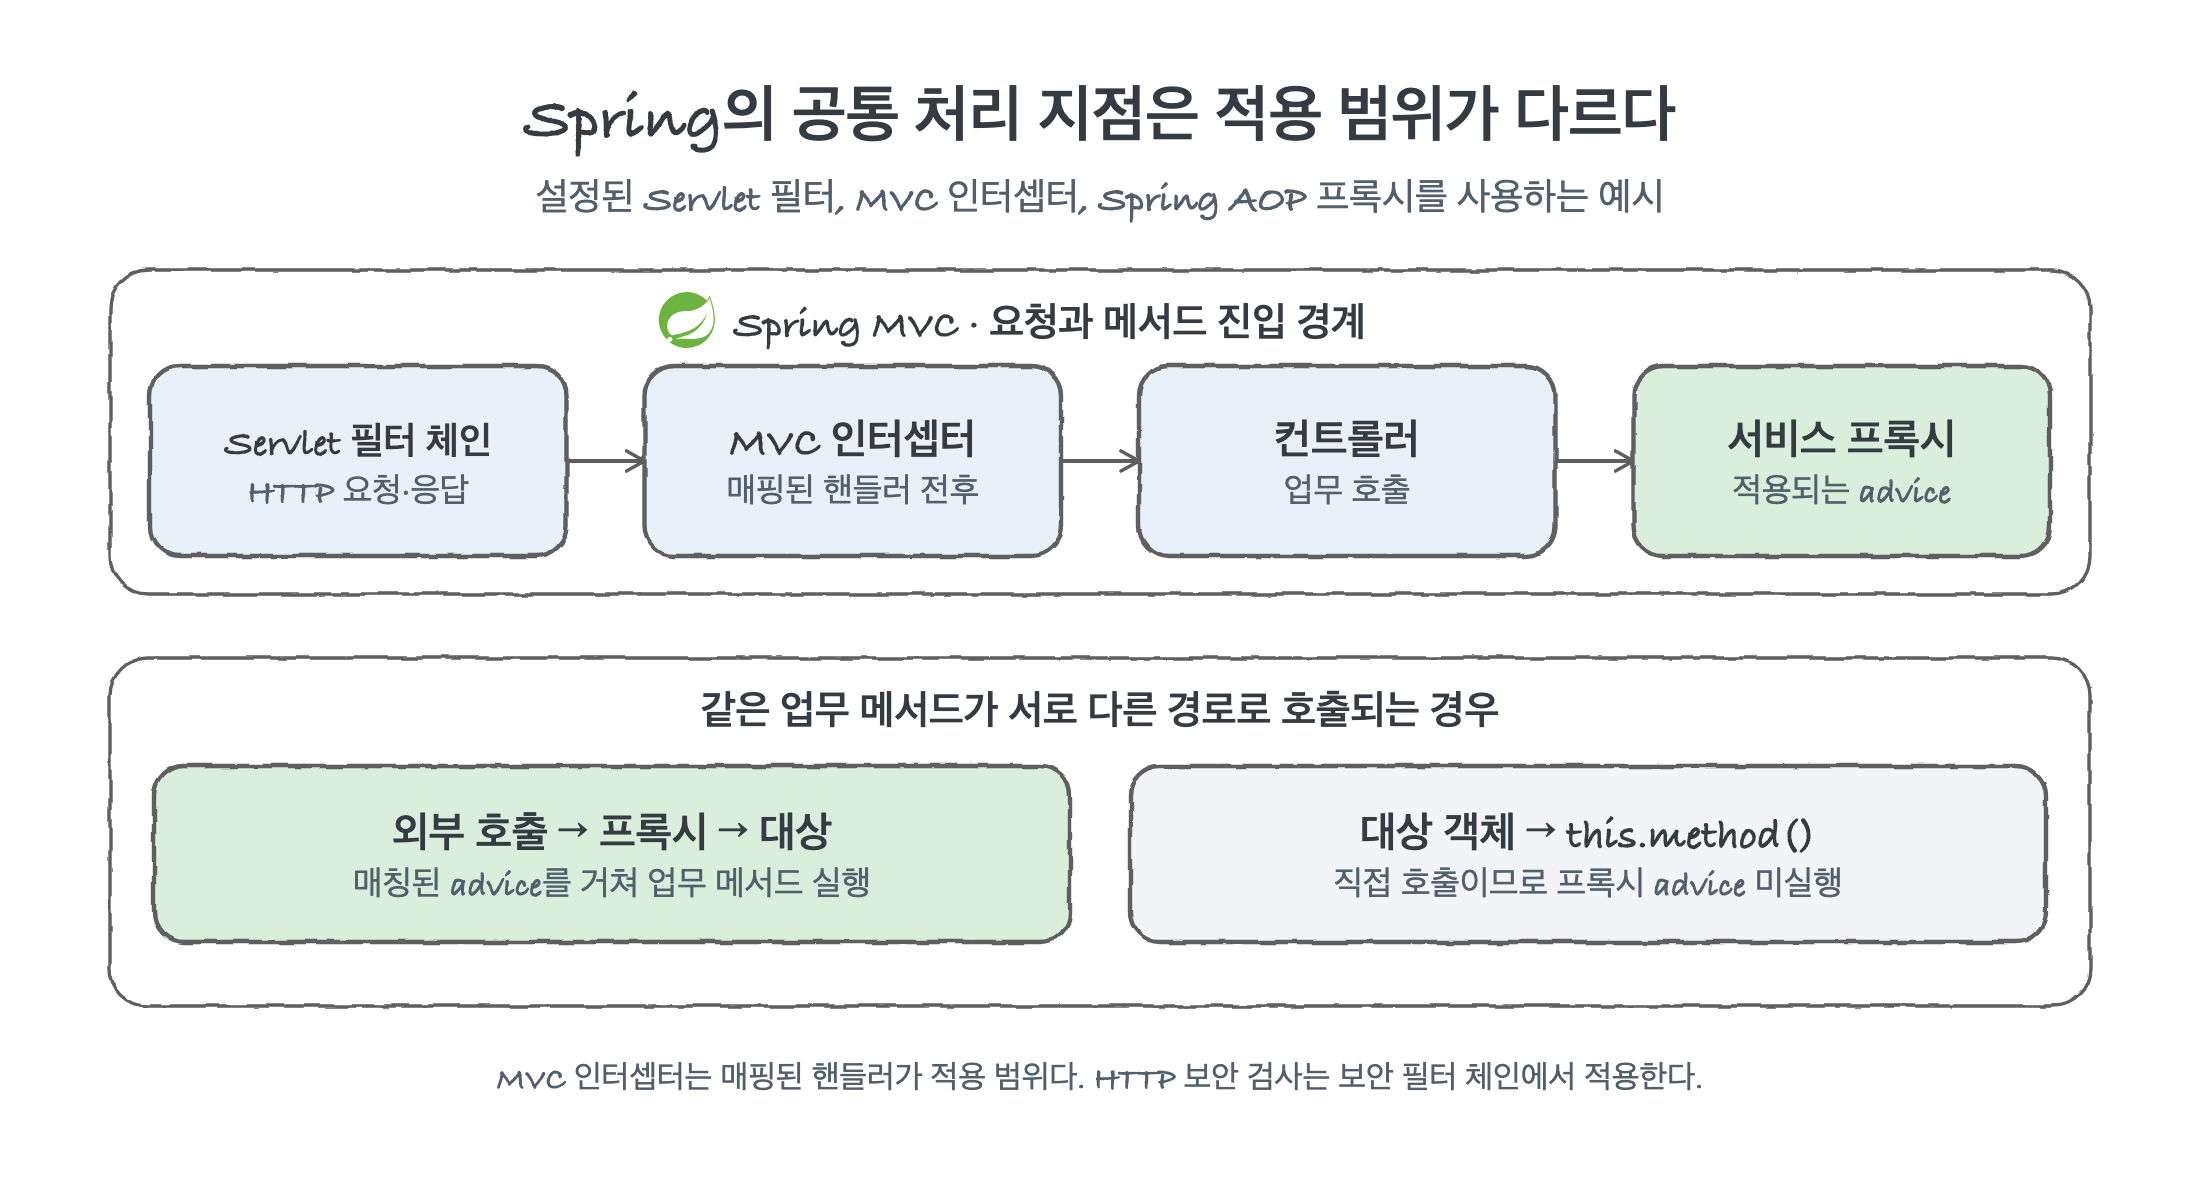 Spring의 공통 처리 지점은 적용 범위가 다르다
설정된 Servlet 필터, MVC 인터셉터, Spring AOP 프록시를 사용하는 예시
Spring MVC · 요청과 메서드 진입 경계
Servlet 필터 체인
HTTP 요청·응답
MVC 인터셉터
매핑된 핸들러 전후
컨트롤러
업무 호출
서비스 프록시
적용되는 advice
같은 업무 메서드가 서로 다른 경로로 호출되는 경우
외부 호출 → 프록시 → 대상
매칭된 advice를 거쳐 업무 메서드 실행
대상 객체 → this.method()
직접 호출이므로 프록시 advice 미실행
MVC 인터셉터는 매핑된 핸들러가 적용 범위다. HTTP 보안 검사는 보안 필터 체인에서 적용한다.